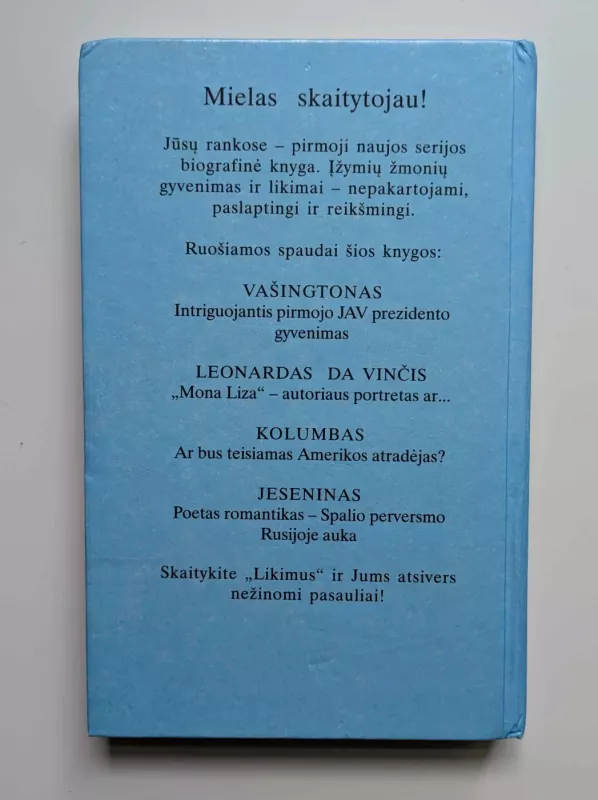 Mielas skaitytojau!
Jūsų rankose – pirmoji naujos serijos
biografinė knyga. Įžymių žmonių
gyvenimas ir likimai – nepakartojami,
paslaptingi ir reikšmingi.
Ruošiamos spaudai šios knygos:
VAŠINGTONAS
Intriguojantis pirmojo JAV prezidento
gyvenimas
LEONARDAS DA VINČIS
„Mona Liza“ – autoriaus portretas ar...
KOLUMBAS
Ar bus teisiamas Amerikos atradėjas?
JESENINAS
Poetas romantikas – Spalio perversmo
Rusijoje auka
Skaitykite „Likimus“ ir Jums atsivers
nežinomi pasauliai!